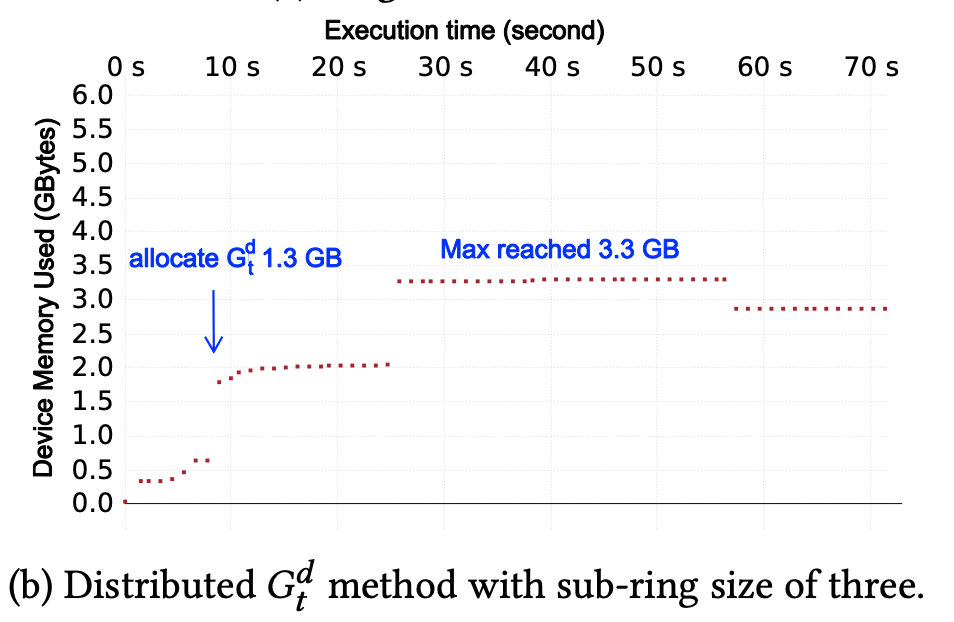 Execution time (second)
0 s 10 s 20 s 30 s 40 s 50 s 60 s 70 s
Device Memory Used (GBytes)
6.0
5.5
5.0
4.5
4.0
3.5
3.0
2.5
2.0
1.5
1.0
0.5
0.0
allocate G_t^d 1.3 GB
Max reached 3.3 GB
(b) Distributed G_t^d method with sub-ring size of three.